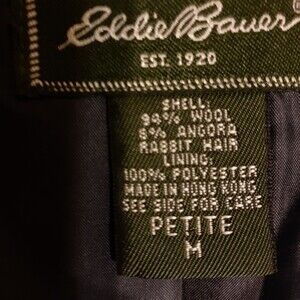 Eddie Bauer
EST. 1920
SHELL:
94% WOOL
6% ANGORA
RABBIT HAIR
LINING:
100% POLYESTER
MADE IN HONG KONG
SEE SIDE FOR CARE
PETITE
M